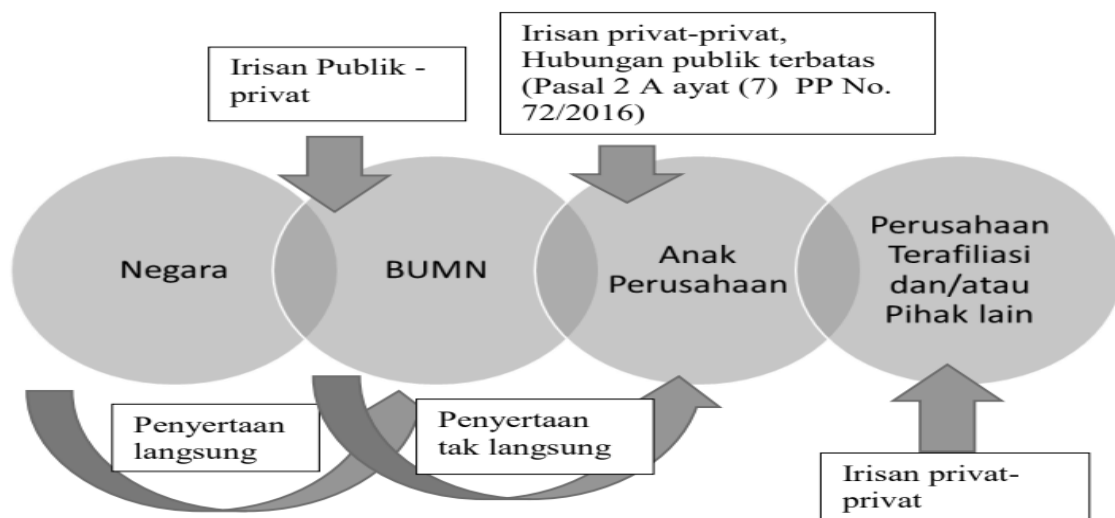 Irisan Publik -
privat
Irisan privat-privat,
Hubungan publik terbatas
(Pasal 2 A ayat (7)  PP No.
72/2016)
Negara
BUMN
Anak
Perusahaan
Perusahaan
Terafiliasi
dan/atau
Pihak lain
Penyertaan
langsung
Penyertaan
tak langsung
Irisan privat-
privat